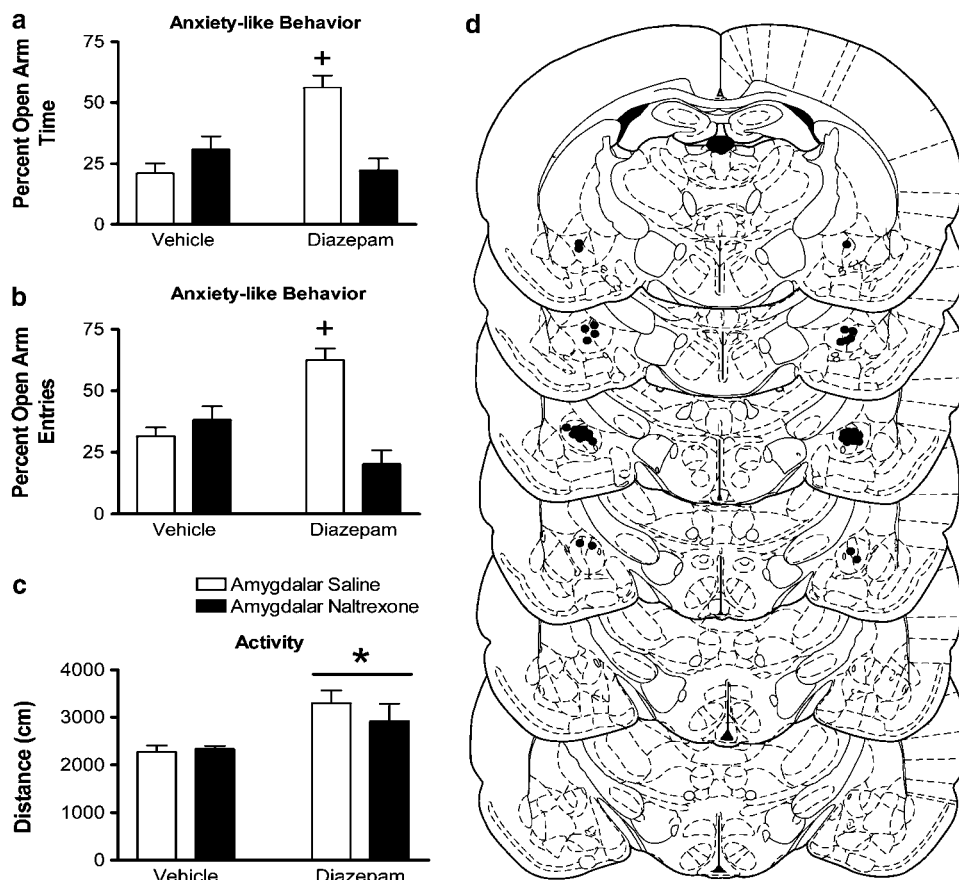 a
Anxiety-like Behavior
Percent Open Arm
Time
75
50
25
0
+
Vehicle
Diazepam
b
Anxiety-like Behavior
Percent Open Arm
Entries
75
50
25
0
+
Vehicle
Diazepam
c
Amygdalar Saline
Amygdalar Naltrexone
Activity
Distance (cm)
4000
3000
2000
1000
0
*
Vehicle
Diazepam
d